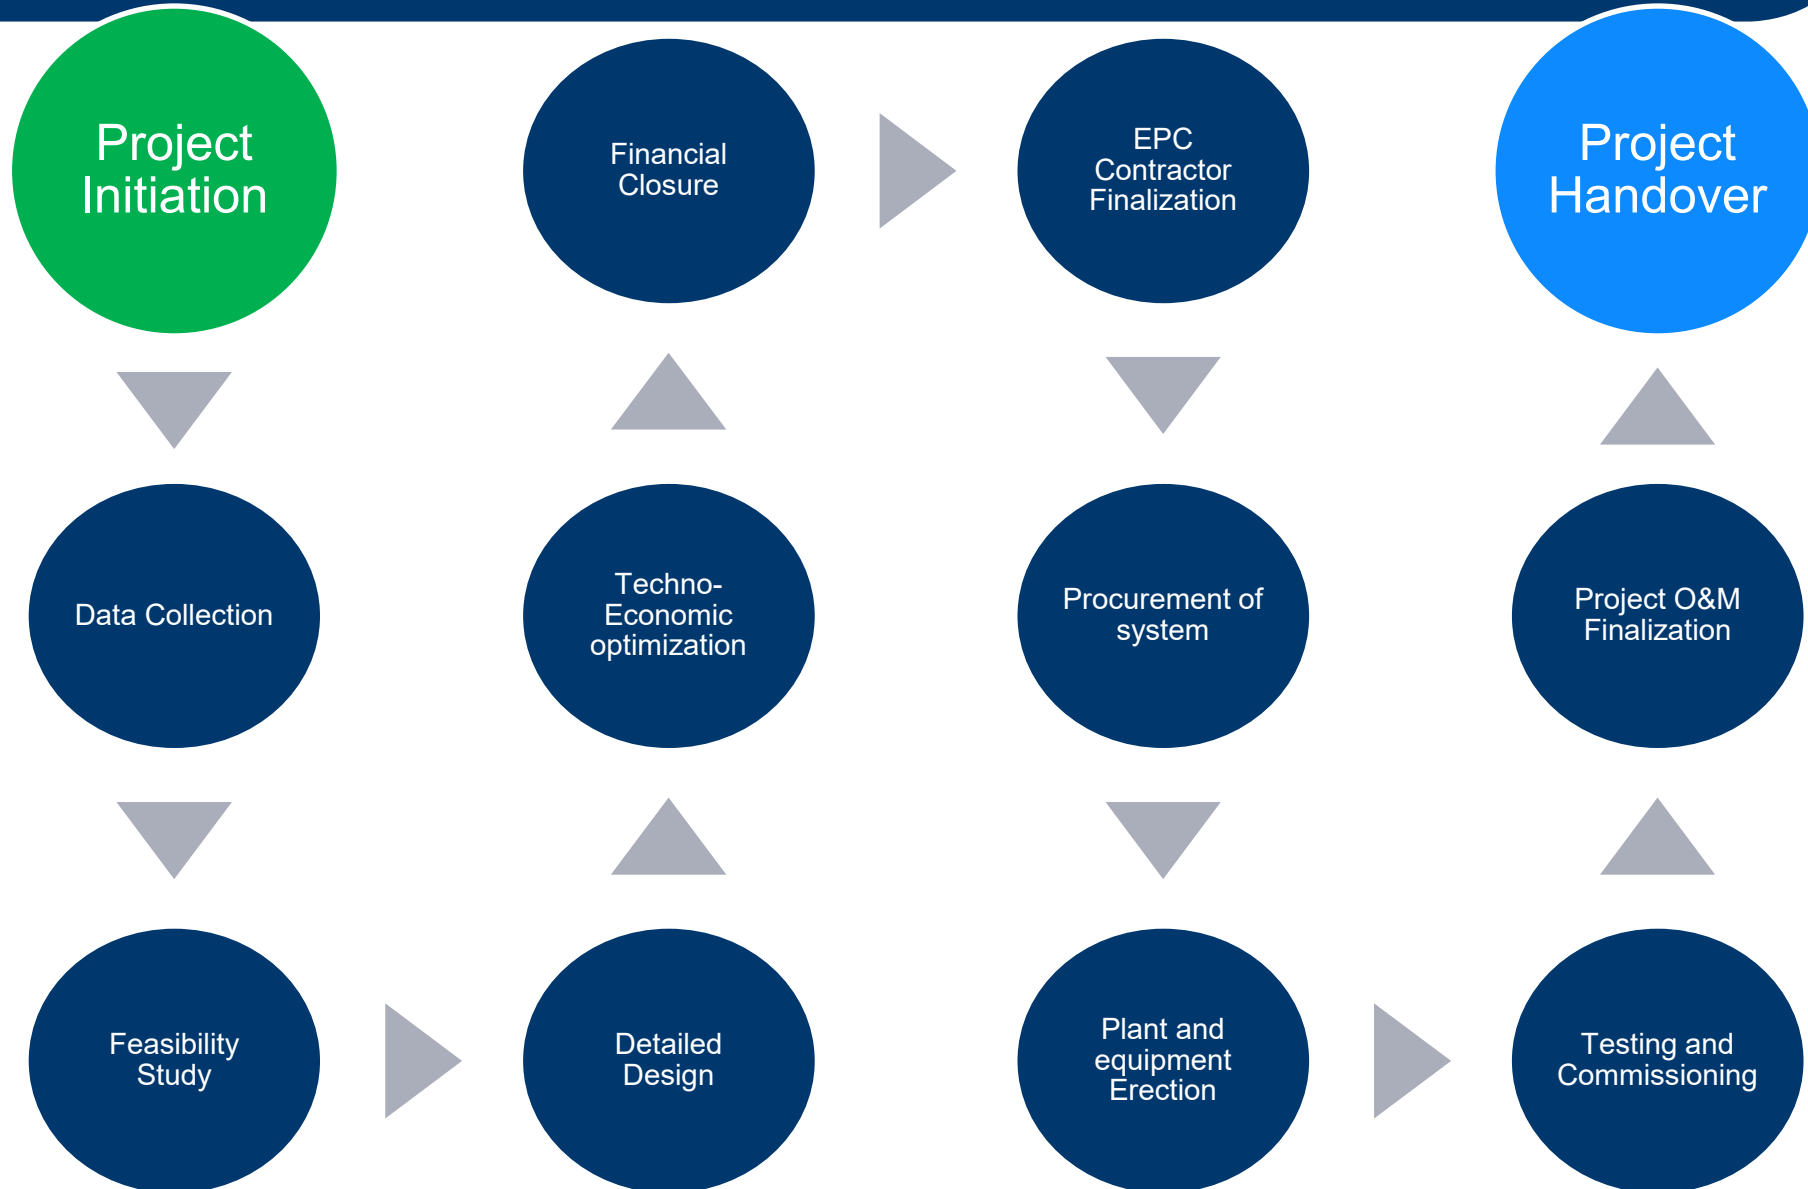 Project
Initiation
Data Collection
Feasibility
Study
Detailed
Design
Techno-
Economic
optimization
Financial
Closure
EPC
Contractor
Finalization
Procurement of
system
Plant and
equipment
Erection
Testing and
Commissioning
Project O&M
Finalization
Project
Handover